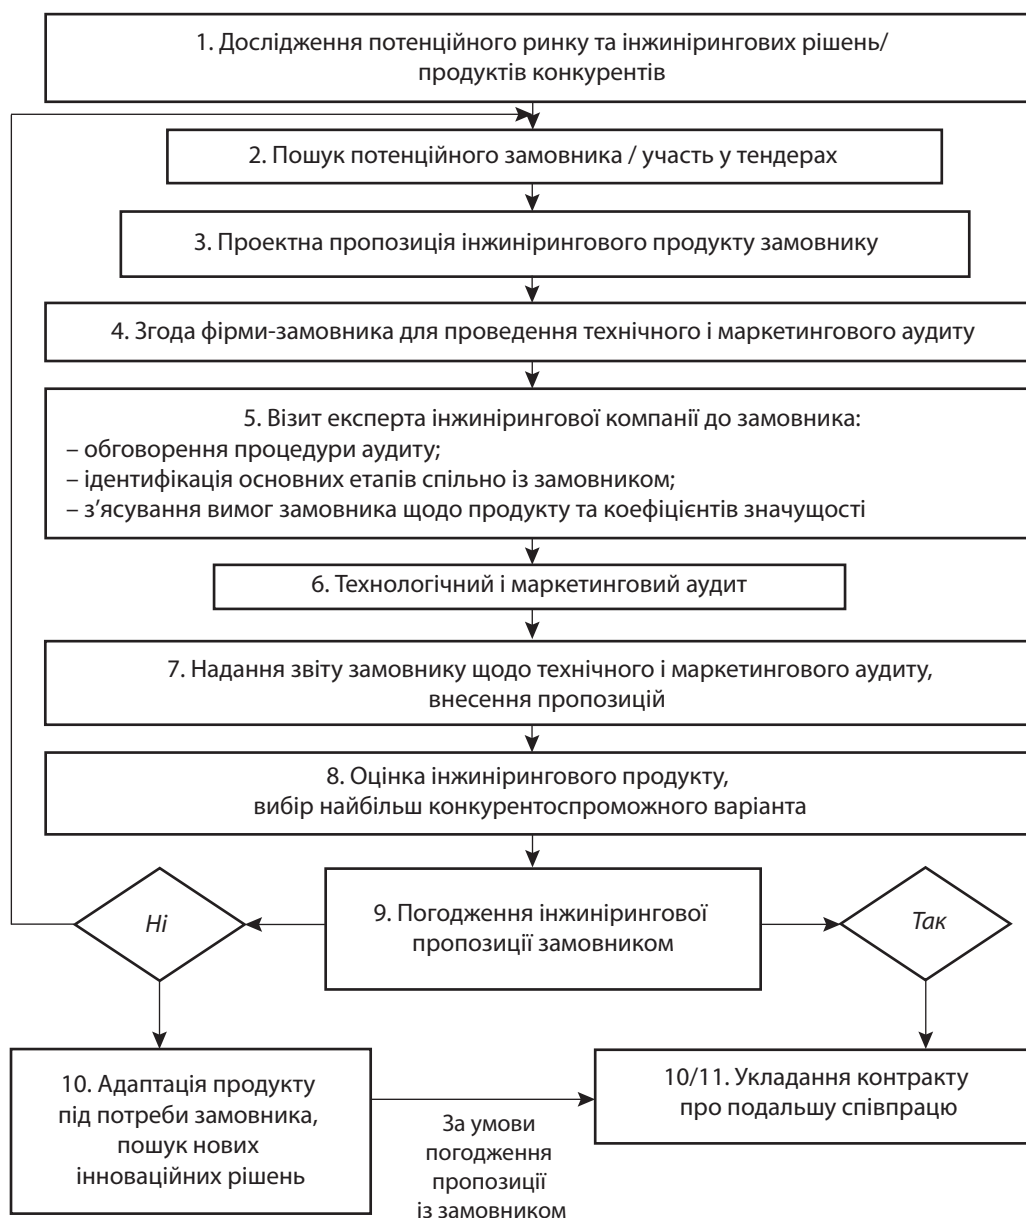 1. Дослідження потенційного ринку та інжинірингових рішень/
продуктів конкурентів
2. Пошук потенційного замовника / участь у тендерах
3. Проектна пропозиція інжинірингового продукту замовнику
4. Згода фірми-замовника для проведення технічного і маркетингового аудиту
5. Візит експерта інжинірингової компанії до замовника:
– обговорення процедури аудиту;
– ідентифікація основних етапів спільно із замовником;
– з’ясування вимог замовника щодо продукту та коефіцієнтів значущості
6. Технологічний і маркетинговий аудит
7. Надання звіту замовнику щодо технічного і маркетингового аудиту,
внесення пропозицій
8. Оцінка інжинірингового продукту,
вибір найбільш конкурентоспроможного варіанта
Ні
9. Погодження інжинірингової
пропозиції замовником
Так
10. Адаптація продукту
під потреби замовника,
пошук нових
інноваційних рішень
За умови
погодження
пропозиції
із замовником
10/11. Укладання контракту
про подальшу співпрацю